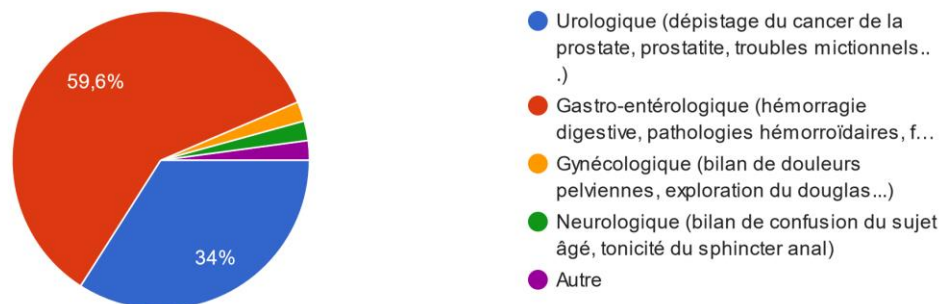 59,6%
34%
Urologique (dépistage du cancer de la
prostate, prostatite, troubles mictionnels..
.)
Gastro-entérologique (hémorragie
digestive, pathologies hémorroïdaires, f…
Gynécologique (bilan de douleurs
pelviennes, exploration du douglas...)
Neurologique (bilan de confusion du sujet
âgé, tonicité du sphincter anal)
Autre